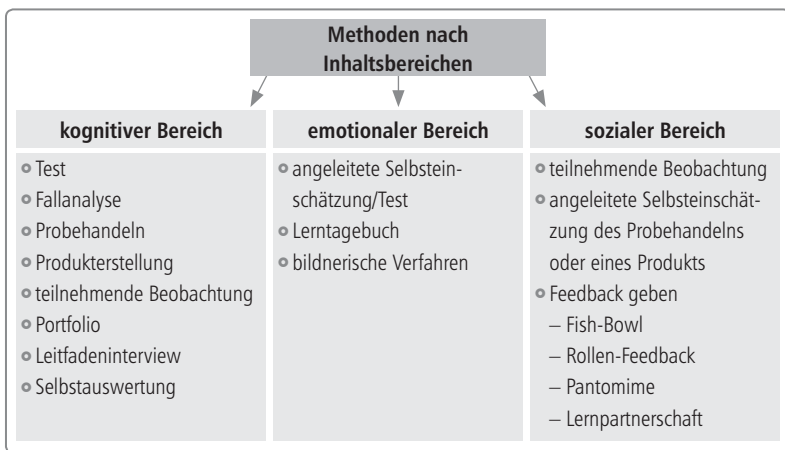 Methoden nach
Inhaltsbereichen
kognitiver Bereich
Test
Fallanalyse
Probehandeln
Produkterstellung
teilnehmende Beobachtung
Portfolio
Leitfadeninterview
Selbstauswertung
emotionaler Bereich
angeleitete Selbstein-
schätzung/Test
Lerntagebuch
bildnerische Verfahren
sozialer Bereich
teilnehmende Beobachtung
angeleitete Selbsteinschät-
zung des Probehandelns
oder eines Produkts
Feedback geben
– Fish-Bowl
– Rollen-Feedback
– Pantomime
– Lernpartnerschaft